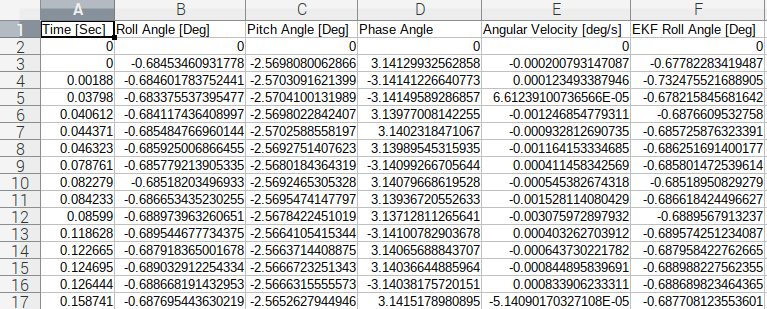 A B C D E F
1 Time [Sec] Roll Angle [Deg] Pitch Angle [Deg] Phase Angle Angular Velocity [deg/s] EKF Roll Angle [Deg]
2 0 0 0 0 0 0
3 0 -0.68453460931778 -2.5698080062866 3.14129932562858 -0.000200793147087 -0.67782283419487
4 0.00188 -0.684601783752441 -2.5703091621399 -3.14141226640773 0.000123493387946 -0.732475521688905
5 0.03798 -0.683375537395477 -2.5704100131989 -3.14149589286857 6.61239100736566E-05 -0.678215845681642
6 0.040612 -0.684117436408997 -2.5698022842407 3.13977008142255 -0.001246854779311 -0.6876609532758
7 0.044371 -0.685484766960144 -2.5702588558197 3.1402318471067 -0.000932812690735 -0.685725876323391
8 0.046323 -0.685925006866455 -2.5692751407623 3.13989545315935 -0.001164153334685 -0.686251691400177
9 0.078761 -0.685779213905335 -2.5680184364319 -3.14099266705644 0.000411458342569 -0.685801472539614
10 0.082279 -0.68518203496933 -2.5692465305328 3.14079668619528 -0.000545382674318 -0.68518950829279
11 0.084233 -0.686653435230255 -2.5695474147797 3.13936720552633 -0.001528114080429 -0.686618424496627
12 0.08599 -0.688973963260651 -2.5678422451019 3.13712811265641 -0.003075972897932 -0.6889567913237
13 0.118628 -0.689544677734375 -2.5664105415344 -3.14100782903678 0.000403262703912 -0.689574251234087
14 0.122665 -0.687918365001678 -2.5663714408875 3.14065688843707 -0.000643730221782 -0.687958422762665
15 0.124695 -0.689032912254334 -2.5666723251343 3.14036644885964 -0.000844895839691 -0.688988227562355
16 0.126444 -0.688668191432953 -2.5666315555573 -3.14038175720151 0.000833906233311 -0.688689823464365
17 0.158741 -0.687695443630219 -2.5652627944946 3.1415178980895 -5.14090170327108E-05 -0.687708123553601